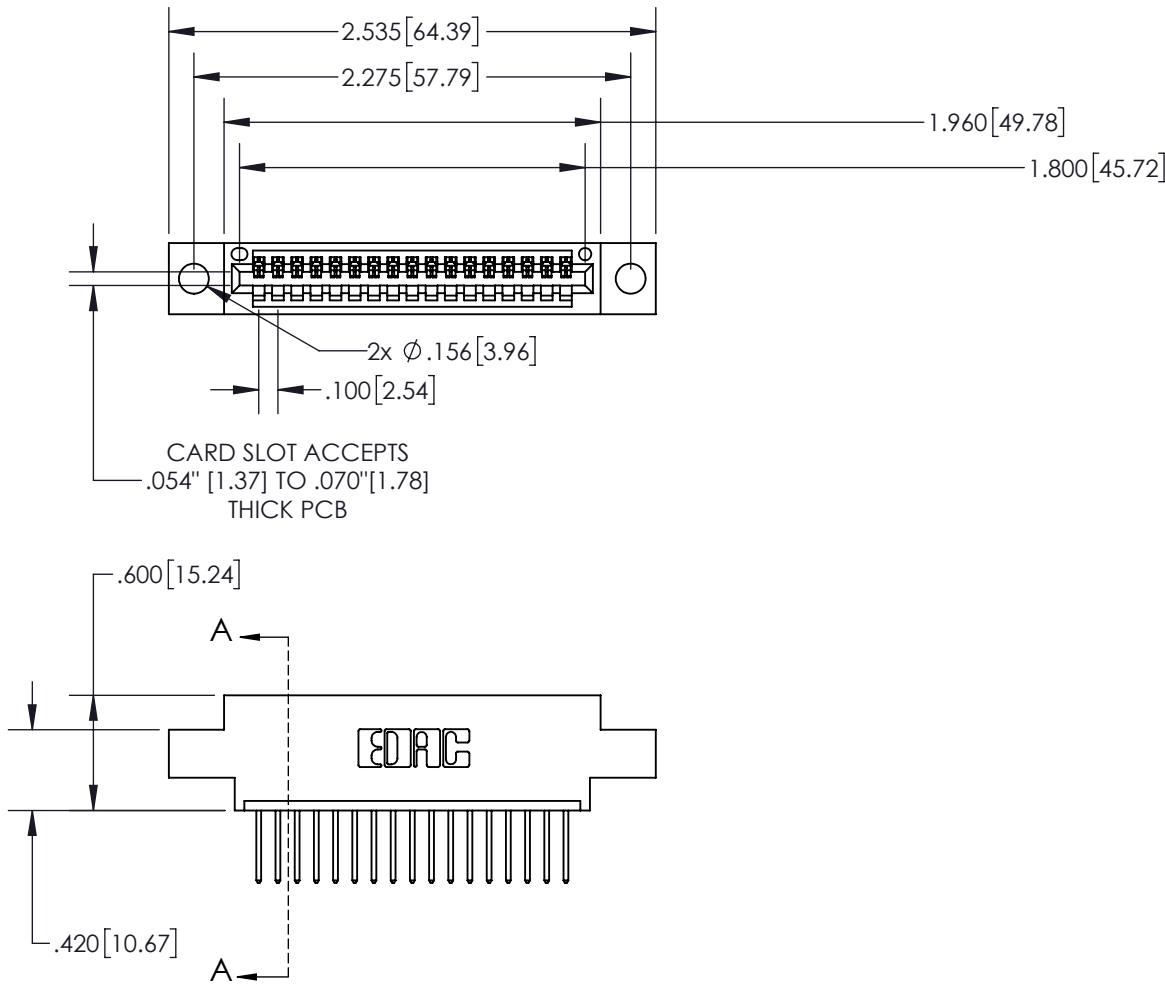 2.535[64.39]
2.275[57.79]
1.960[49.78]
1.800[45.72]
2x ∅.156[3.96]
.100[2.54]
CARD SLOT ACCEPTS
.054" [1.37] TO .070"[1.78]
THICK PCB
.600[15.24]
A
EDAC
.420[10.67]
A